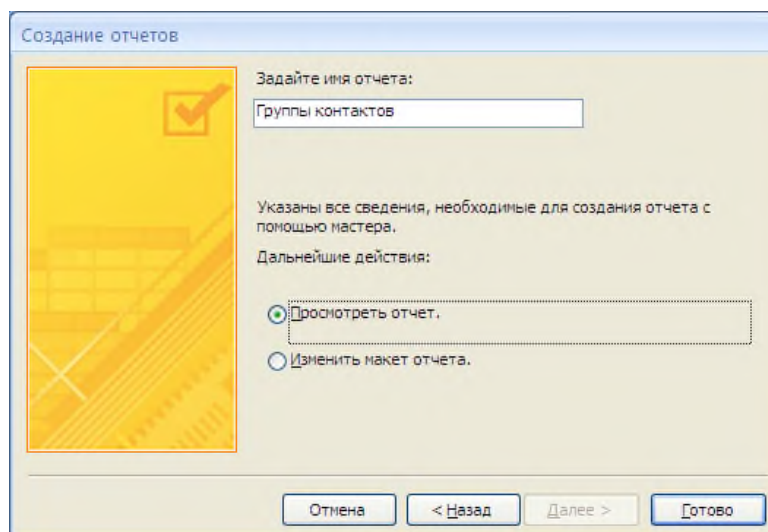 Создание отчетов
Задайте имя отчета:
Группы контактов
Указаны все сведения, необходимые для создания отчета с
помощью мастера.
Дальнейшие действия:
Просмотреть отчет.
Изменить макет отчета.
Отмена < Назад Далее > Готово